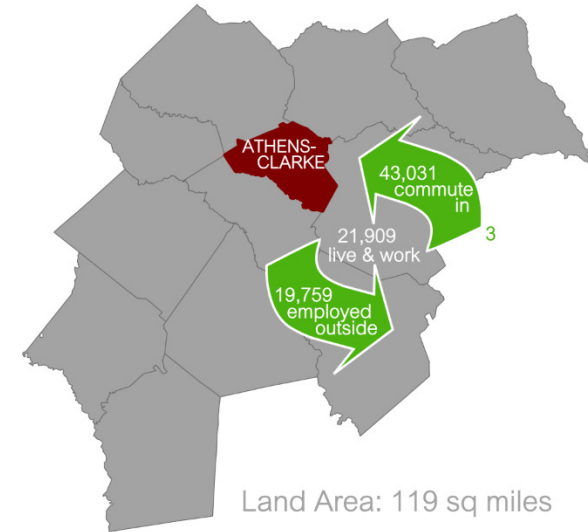 ATHENS-
CLARKE
43,031
commute
in
3
21,909
live & work
19,759
employed
outside
Land Area: 119 sq miles